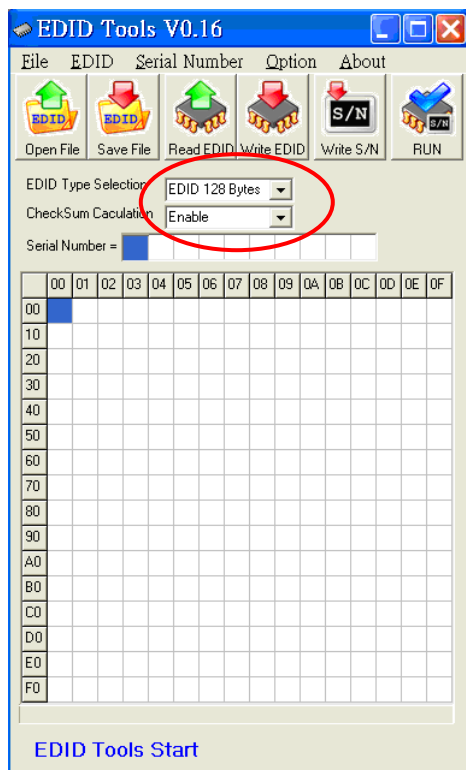 EDID Tools V0.16
File EDID Serial Number Option About
EDID EDID S/N S/N
Open File Save File Read EDID Write EDID Write S/N RUN
EDID Type Selection EDID 128 Bytes
CheckSum Caculation Enable
Serial Number =
00 01 02 03 04 05 06 07 08 09 0A 0B 0C 0D 0E 0F
00
10
20
30
40
50
60
70
80
90
A0
B0
C0
D0
E0
F0
EDID Tools Start